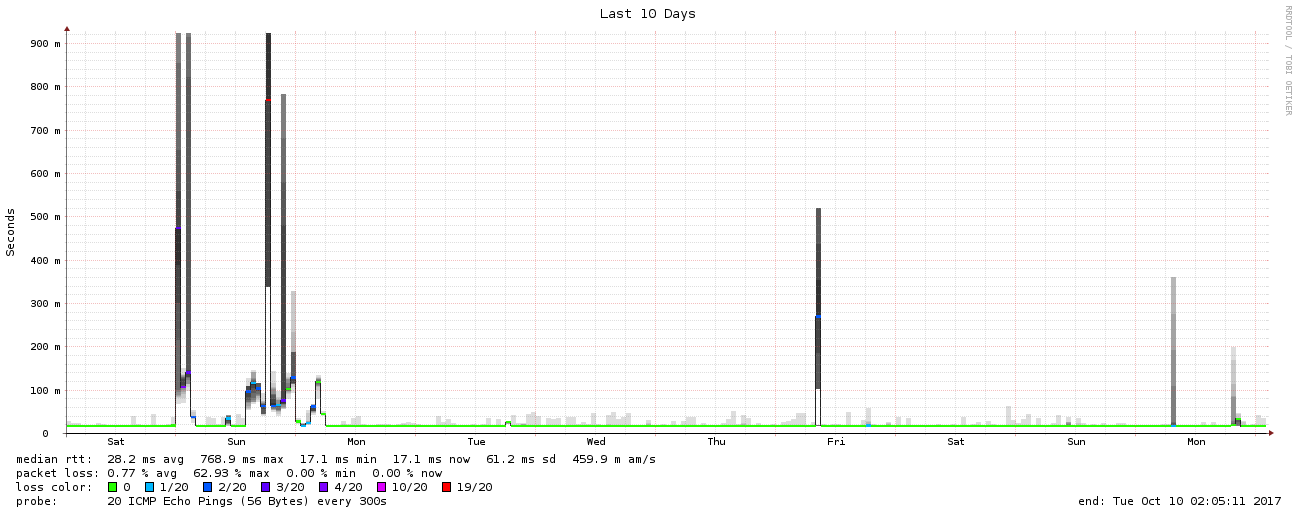 Last 10 Days
RRDTOOL / TOBI OETIKER
Seconds
900 m
800 m
700 m
600 m
500 m
400 m
300 m
200 m
100 m
0
Sat Sun Mon Tue Wed Thu Fri Sat Sun Mon
median rtt: 28.2 ms avg 768.9 ms max 17.1 ms min 17.1 ms now 61.2 ms sd 459.9 m am/s
packet loss: 0.77 % avg 62.93 % max 0.00 % min 0.00 % now
loss color: 0 1/20 2/20 3/20 4/20 10/20 19/20
probe: 20 ICMP Echo Pings (56 Bytes) every 300s end: Tue Oct 10 02:05:11 2017